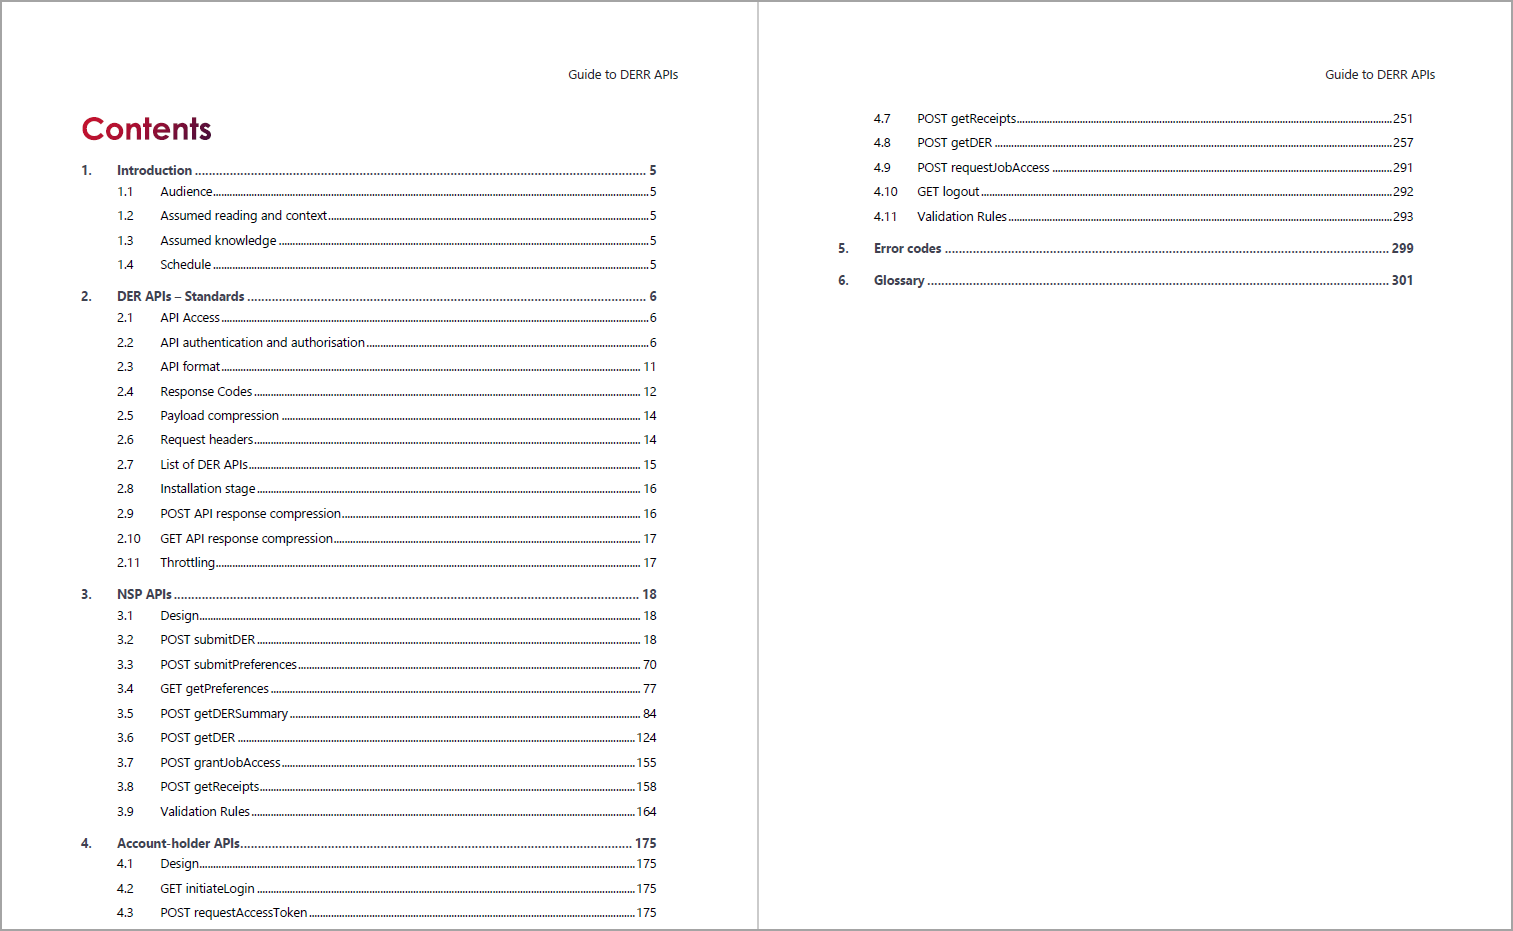 Guide to DERR APIs
Contents
1. Introduction 5
1.1 Audience 5
1.2 Assumed reading and context 5
1.3 Assumed knowledge 5
1.4 Schedule 5
2. DER APIs – Standards 6
2.1 API Access 6
2.2 API authentication and authorisation 6
2.3 API format 11
2.4 Response Codes 12
2.5 Payload compression 14
2.6 Request headers 14
2.7 List of DER APIs 15
2.8 Installation stage 16
2.9 POST API response compression 16
2.10 GET API response compression 17
2.11 Throttling 17
3. NSP APIs 18
3.1 Design 18
3.2 POST submitDER 18
3.3 POST submitPreferences 70
3.4 GET getPreferences 77
3.5 POST getDERSummary 84
3.6 POST getDER 124
3.7 POST grantJobAccess 155
3.8 POST getReceipts 158
3.9 Validation Rules 164
4. Account-holder APIs 175
4.1 Design 175
4.2 GET initiateLogin 175
4.3 POST requestAccessToken 175
Guide to DERR APIs
4.7 POST getReceipts 251
4.8 POST getDER 257
4.9 POST requestJobAccess 291
4.10 GET logout 292
4.11 Validation Rules 293
5. Error codes 299
6. Glossary 301